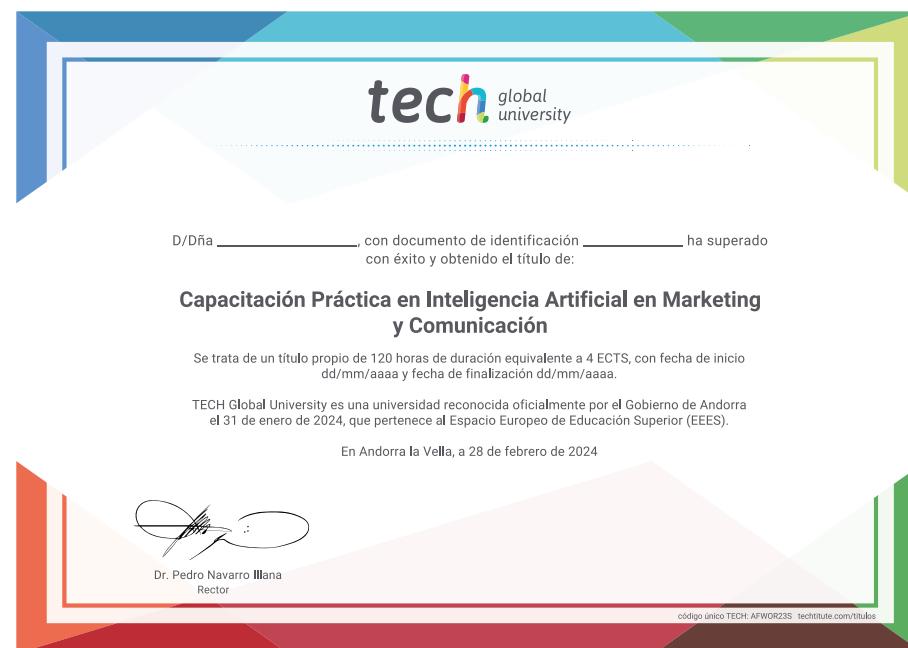 tech global
university
D/Dña ____________________, con documento de identificación ______________ ha superado
con éxito y obtenido el título de:
Capacitación Práctica en Inteligencia Artificial en Marketing
y Comunicación
Se trata de un título propio de 120 horas de duración equivalente a 4 ECTS, con fecha de inicio
dd/mm/aaaa y fecha de finalización dd/mm/aaaa.
TECH Global University es una universidad reconocida oficialmente por el Gobierno de Andorra
el 31 de enero de 2024, que pertenece al Espacio Europeo de Educación Superior (EEES).
En Andorra la Vella, a 28 de febrero de 2024
Dr. Pedro Navarro Illana
Rector
código único TECH: AFWOR23S techtitute.com/titulos